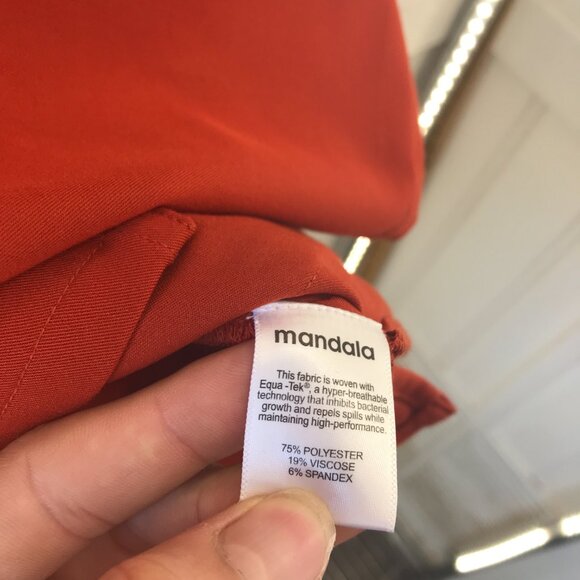 mandala
This fabric is woven with
Equa -Tek®, a hyper-breathable
technology that inhibits bacterial
growth and repels spills while
maintaining high-performance.
75% POLYESTER
19% VISCOSE
6% SPANDEX